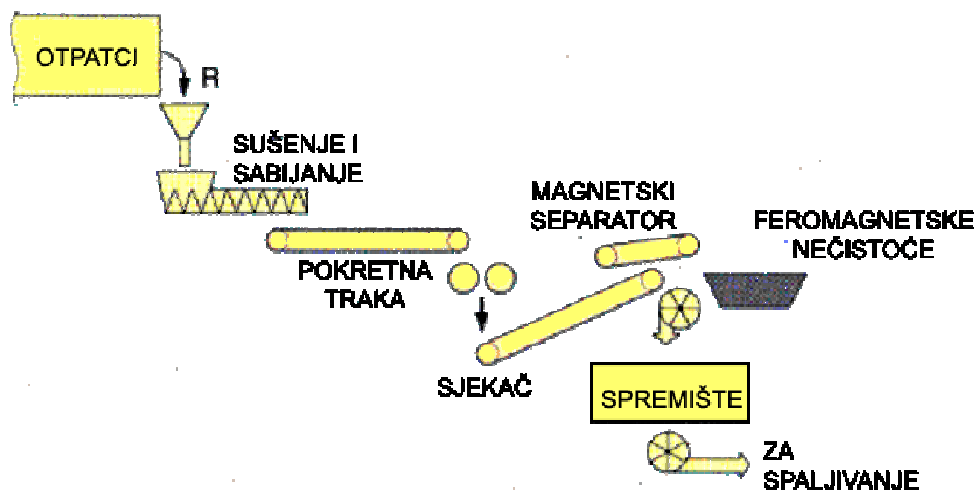 OTPATCI
R
SUŠENJE I
SABIJANJE
MAGNETSKI
SEPARATOR
FEROMAGNETSKE
NEČISTOĆE
POKRETNA
TRAKA
SJEKAČ
SPREMIŠTE
ZA
SPALJIVANJE